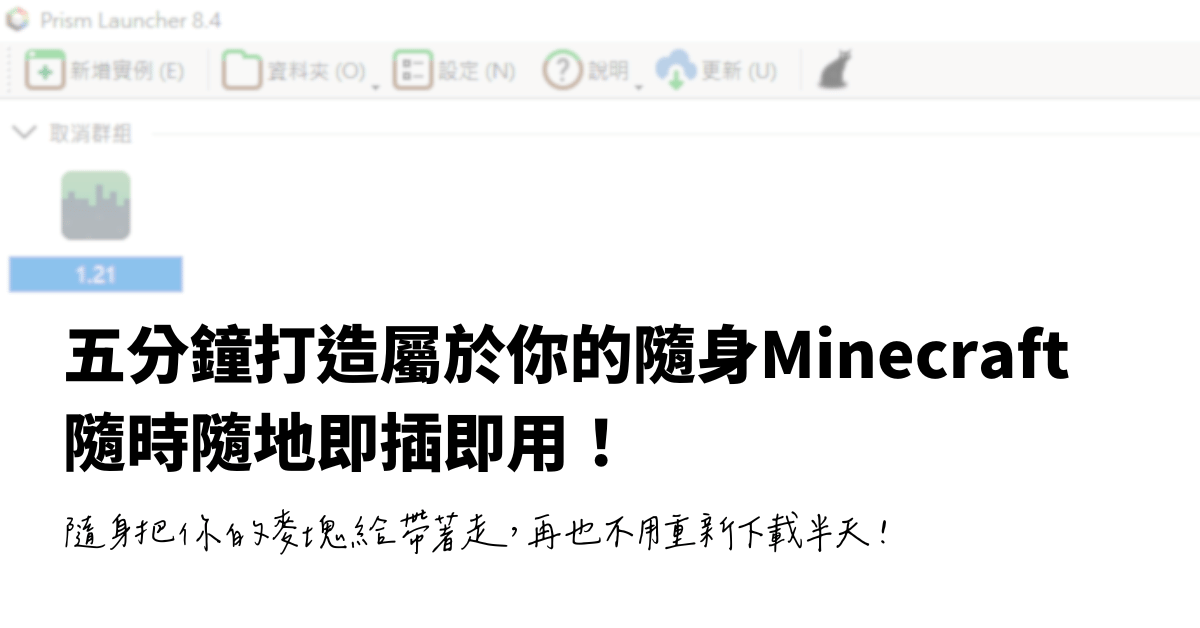 Prism Launcher 8.4
新增實例 (E) 資料夾 (O) 設定 (N) 說明 更新 (U)
取消群組
1.21
五分鐘打造屬於你的隨身Minecraft
隨時隨地即插即用！
隨身把你的麥塊給帶著走，再也不用重新下載半天！